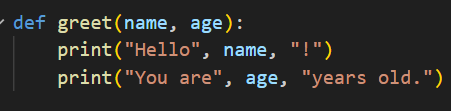 def greet(name, age):
    print("Hello", name, "!")
    print("You are", age, "years old.")